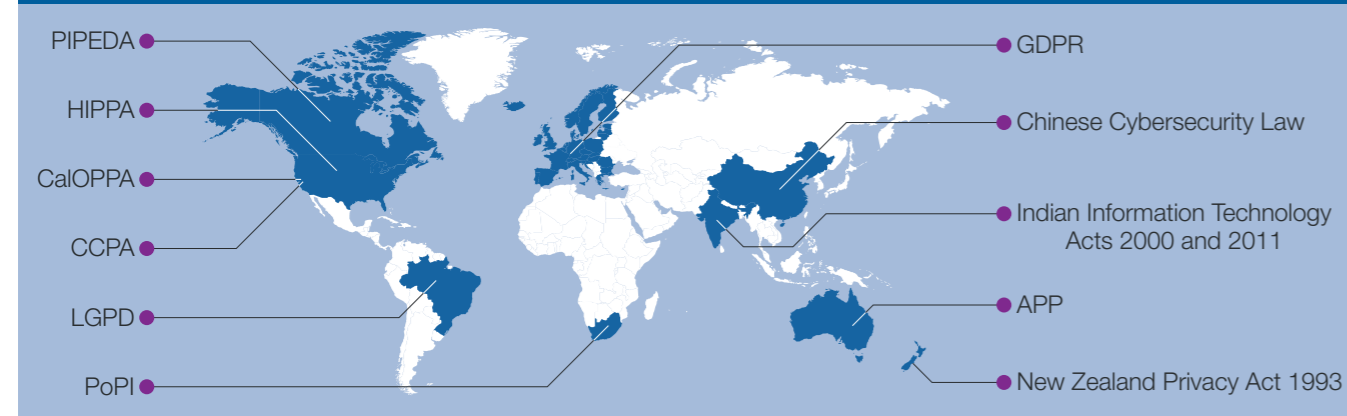 PIPEDA
HIPPA
CalOPPA
CCPA
LGPD
PoPI
GDPR
Chinese Cybersecurity Law
Indian Information Technology
Acts 2000 and 2011
APP
New Zealand Privacy Act 1993